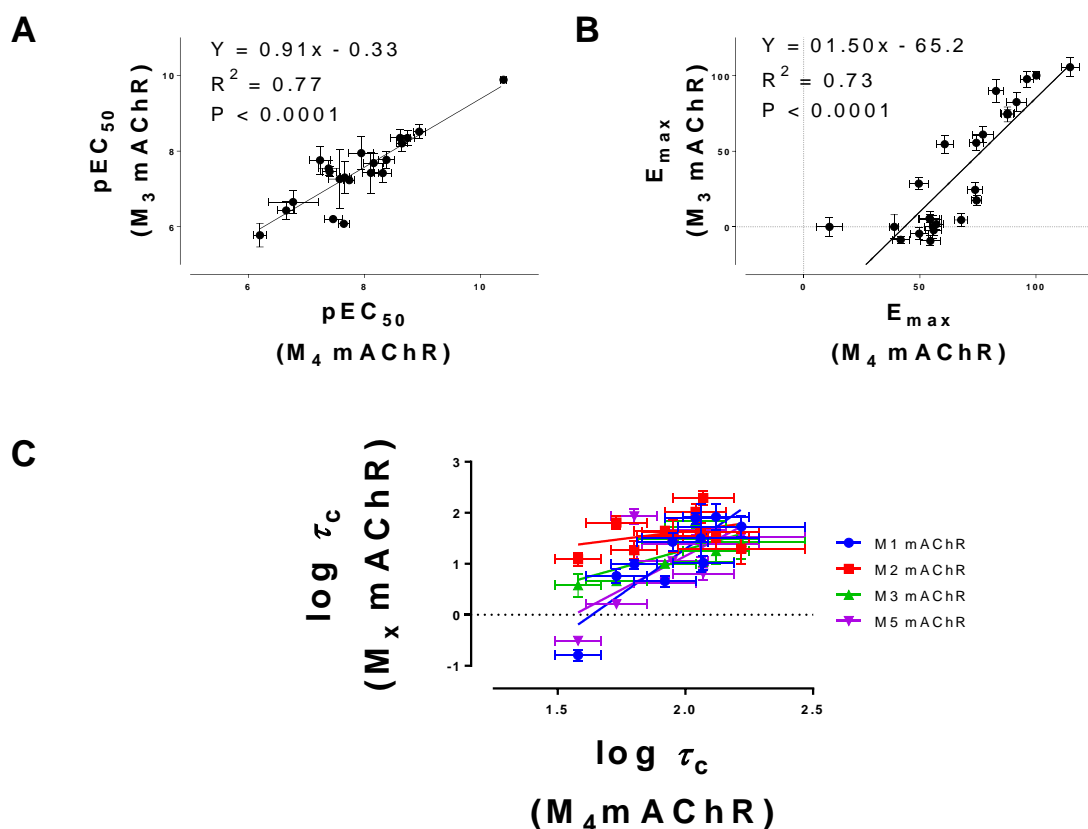 A
Y = 0.91x - 0.33
R² = 0.77
P < 0.0001
pEC₅₀
(M₃ mAChR)
10
8
6
6
8
10
pEC₅₀
(M₄ mAChR)
B
Y = 01.50x - 65.2
R² = 0.73
P < 0.0001
Eₘₐₓ
(M₃ mAChR)
100
50
0
0
50
100
Eₘₐₓ
(M₄ mAChR)
C
log τc
(Mₓ mAChR)
3
2
1
0
-1
1.5
2.0
2.5
log τc
(M₄ mAChR)
M1 mAChR
M2 mAChR
M3 mAChR
M5 mAChR